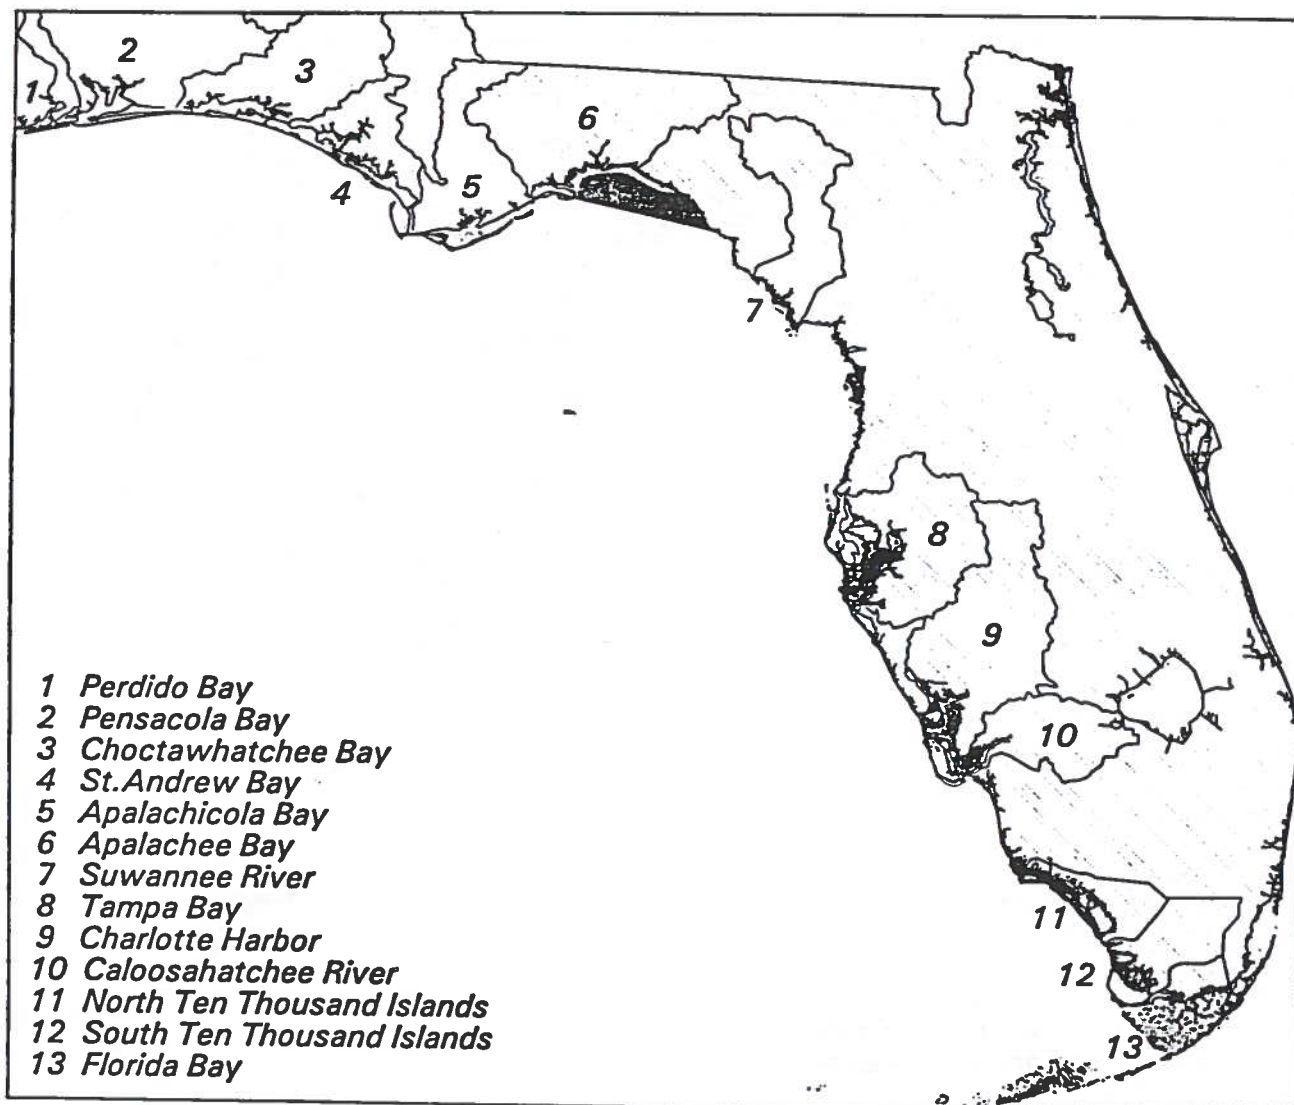 2
3
1
6
4
5
7
8
9
10
11
12
13
1 Perdido Bay
2 Pensacola Bay
3 Choctawhatchee Bay
4 St.Andrew Bay
5 Apalachicola Bay
6 Apalachee Bay
7 Suwannee River
8 Tampa Bay
9 Charlotte Harbor
10 Caloosahatchee River
11 North Ten Thousand Islands
12 South Ten Thousand Islands
13 Florida Bay